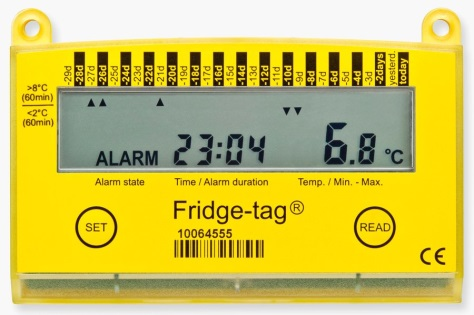 -29d -28d -27d -26d -25d -24d -23d -22d -21d -20d -19d -18d -17d -16d -15d -14d -13d -12d -11d -10d -9d -8d -7d -6d -5d -4d -3d -2days yesterd. today
>8°C
(60min)
<2°C
(60min)
ALARM 23:04 6.8 °C
Alarm state Time / Alarm duration Temp. / Min. - Max.
SET Fridge-tag® READ
10064555
CE